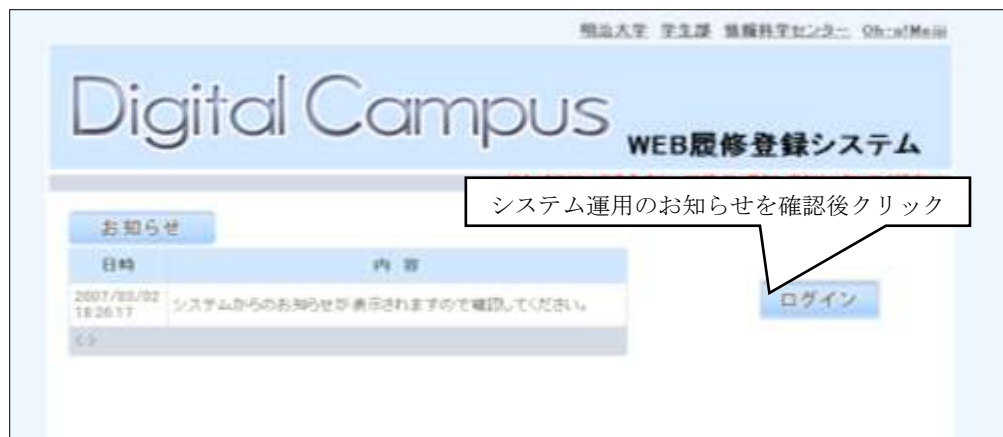 明治大学 学生課 情報科学センター Oh-o!Meiji
Digital Campus
WEB履修登録システム
システム運用のお知らせを確認後クリック
お知らせ
日時 内 容
システムからのお知らせが表示されますので確認してください。
18:26:17
ログイン